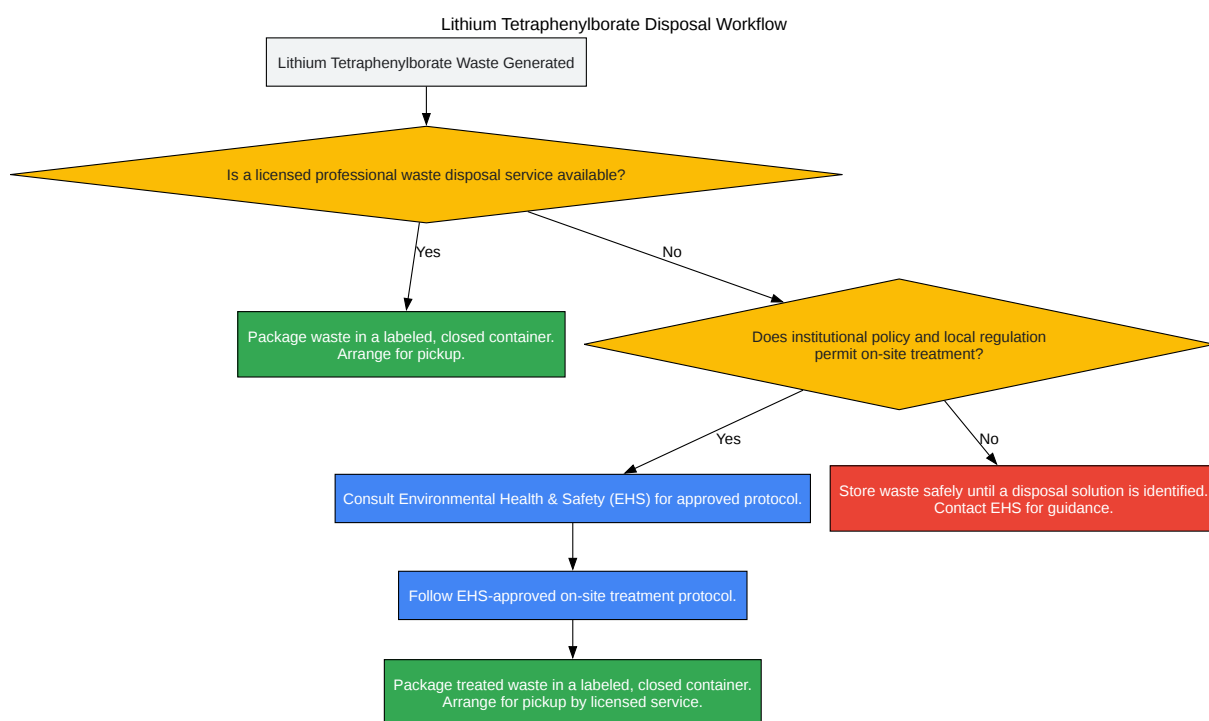 Lithium Tetraphenylborate Disposal Workflow
Lithium Tetraphenylborate Waste Generated
Is a licensed professional waste disposal service available?
Yes
No
Package waste in a labeled, closed container.
Arrange for pickup.
Does institutional policy and local regulation
permit on-site treatment?
Yes
No
Consult Environmental Health & Safety (EHS) for approved protocol.
Store waste safely until a disposal solution is identified.
Contact EHS for guidance.
Follow EHS-approved on-site treatment protocol.
Package treated waste in a labeled, closed container.
Arrange for pickup by licensed service.